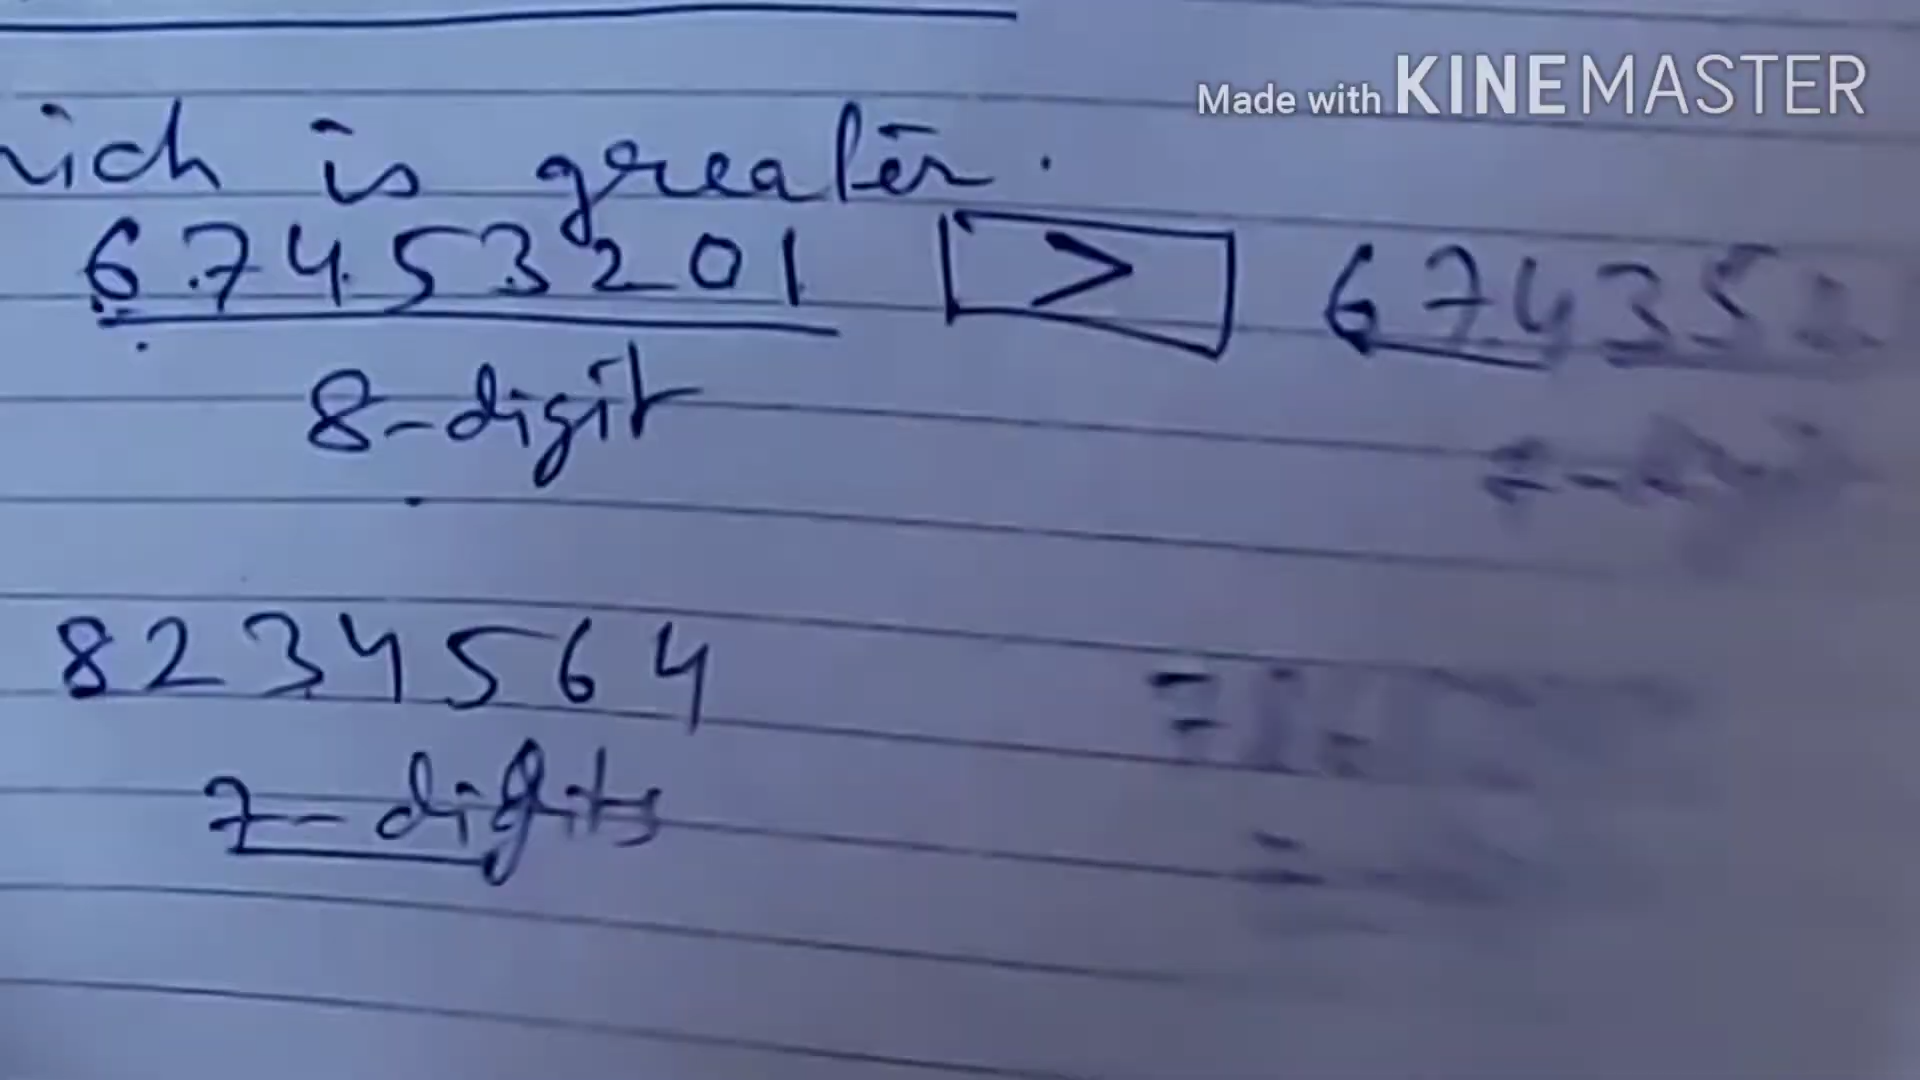 Made with KINEMASTER
ich is greater.
67453201 > 67435
8-digit
8234564
7-digits